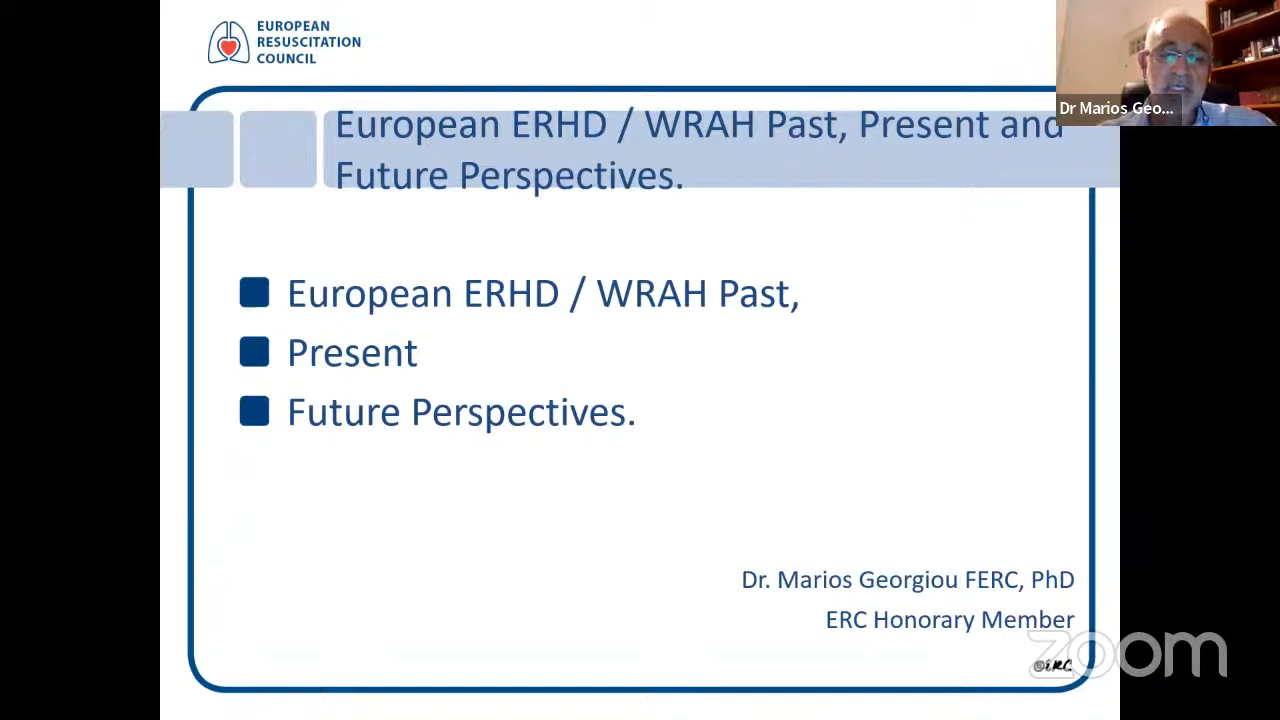 EUROPEAN
RESUSCITATION
COUNCIL
Dr Marios Geo...
European ERHD / WRAH Past, Present and
Future Perspectives.
European ERHD / WRAH Past,
Present
Future Perspectives.
Dr. Marios Georgiou FERC, PhD
ERC Honorary Member
@ERC
zoom